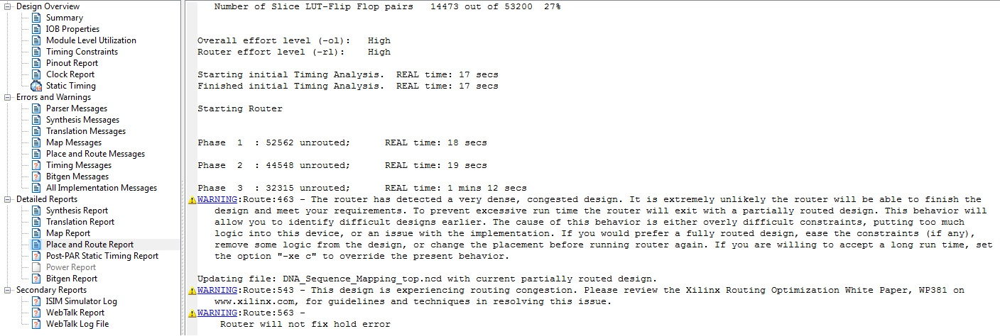 Design Overview
Summary
IOB Properties
Module Level Utilization
Timing Constraints
Pinout Report
Clock Report
Static Timing
Errors and Warnings
Parser Messages
Synthesis Messages
Translation Messages
Map Messages
Place and Route Messages
Timing Messages
Bitgen Messages
All Implementation Messages
Detailed Reports
Synthesis Report
Translation Report
Map Report
Place and Route Report
Post-PAR Static Timing Report
Power Report
Bitgen Report
Secondary Reports
ISIM Simulator Log
WebTalk Report
WebTalk Log File
Number of Slice LUT-Flip Flop pairs   14473 out of 53200  27%
Overall effort level (-ol):   High
Router effort level (-rl):    High
Starting initial Timing Analysis.  REAL time: 17 secs
Finished initial Timing Analysis.  REAL time: 17 secs
Starting Router
Phase  1  : 52562 unrouted;      REAL time: 18 secs
Phase  2  : 44548 unrouted;      REAL time: 19 secs
Phase  3  : 32315 unrouted;      REAL time: 1 mins 12 secs
WARNING:Route:463 - The router has detected a very dense, congested design. It is extremely unlikely the router will be able to finish the
design and meet your requirements. To prevent excessive run time the router will exit with a partially routed design. This behavior will
allow you to identify difficult designs earlier. The cause of this behavior is either overly difficult constraints, putting too much
logic into this device, or an issue with the implementation. If you would prefer a fully routed design, ease the constraints (if any),
remove some logic from the design, or change the placement before running router again. If you are willing to accept a long run time, set
the option "-xe c" to override the present behavior.
Updating file: DNA_Sequence_Mapping_top.ncd with current partially routed design.
WARNING:Route:543 - This design is experiencing routing congestion. Please review the Xilinx Routing Optimization White Paper, WP381 on
www.xilinx.com, for guidelines and techniques in resolving this issue.
WARNING:Route:563 -
Router will not fix hold error